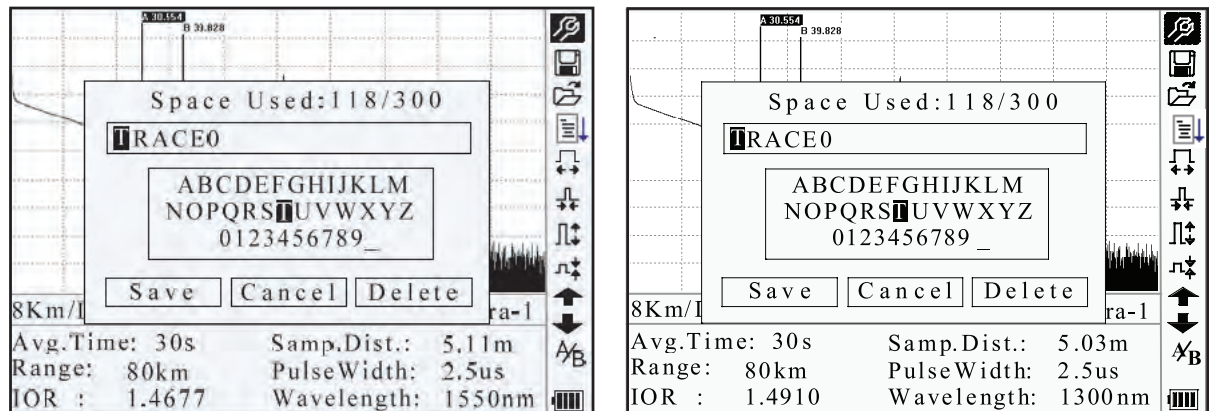 A 30.554
B 39.828
Space Used:118/300
TRACE0
ABCDEFGHIJKLM
NOPQRSTUVWXYZ
0123456789_
Save Cancel Delete
8Km/ ra-1
Avg.Time: 30s Samp.Dist.: 5.11m
Range: 80km PulseWidth: 2.5us
IOR : 1.4677 Wavelength: 1550nm
A/B
A 30.554
B 39.828
Space Used:118/300
TRACE0
ABCDEFGHIJKLM
NOPQRSTUVWXYZ
0123456789_
Save Cancel Delete
8Km/ ra-1
Avg.Time: 30s Samp.Dist.: 5.03m
Range: 80km PulseWidth: 2.5us
IOR : 1.4910 Wavelength: 1300nm
A/B